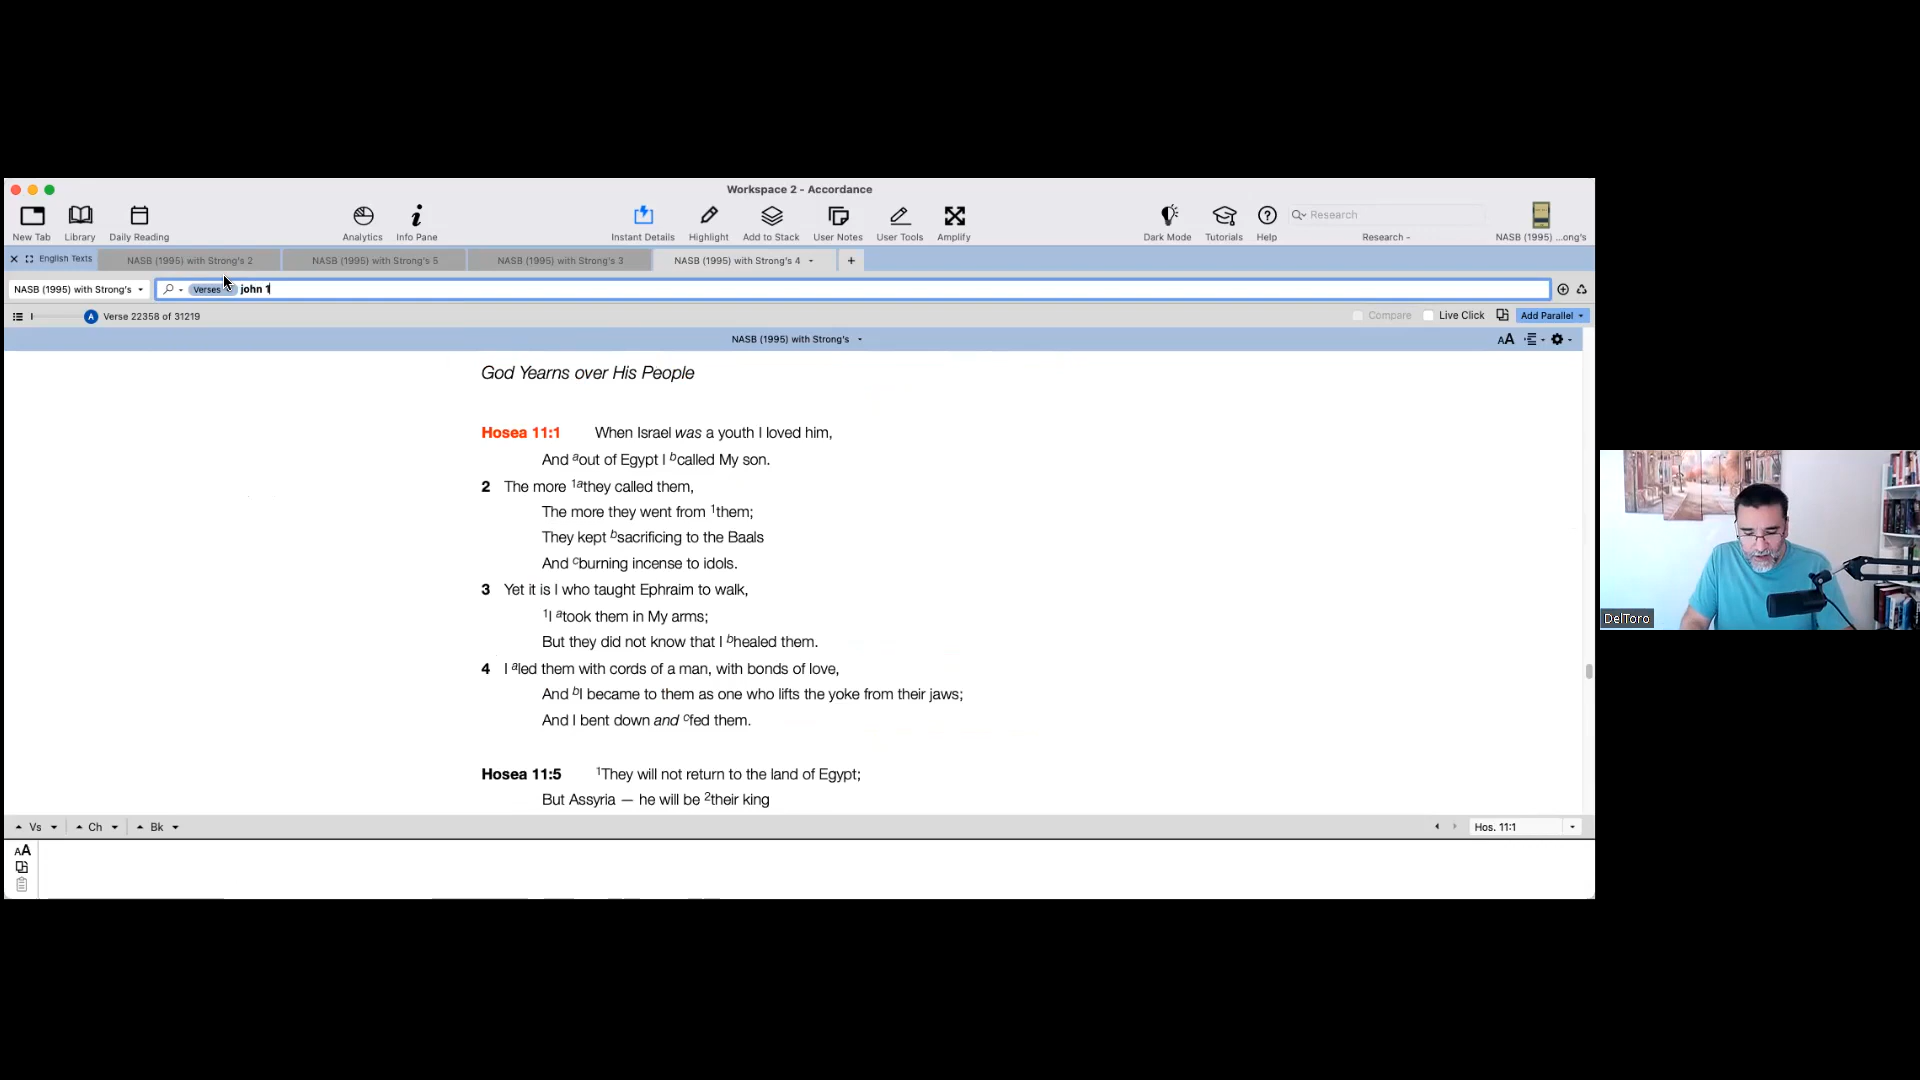 Workspace 2 - Accordance
New Tab Library Daily Reading Analytics Info Pane Instant Details Highlight Add to Stack User Notes User Tools Amplify Dark Mode Tutorials Help Research Research NASB (1995) ...ong's
English Texts NASB (1995) with Strong's 2 NASB (1995) with Strong's 5 NASB (1995) with Strong's 3 NASB (1995) with Strong's 4 +
NASB (1995) with Strong's Verses john 1
A Verse 22358 of 31219 Compare Live Click Add Parallel
NASB (1995) with Strong's AA
God Yearns over His People
Hosea 11:1 When Israel was a youth I loved him,
And aout of Egypt I bcalled My son.
2 The more 1athey called them,
The more they went from 1them;
They kept bsacrificing to the Baals
And cburning incense to idols.
3 Yet it is I who taught Ephraim to walk,
1I atook them in My arms;
But they did not know that I bhealed them.
4 I aled them with cords of a man, with bonds of love,
And bI became to them as one who lifts the yoke from their jaws;
And I bent down and cfed them.
Hosea 11:5 1They will not return to the land of Egypt;
But Assyria — he will be 2their king
Vs Ch Bk Hos. 11:1
AA
DelToro